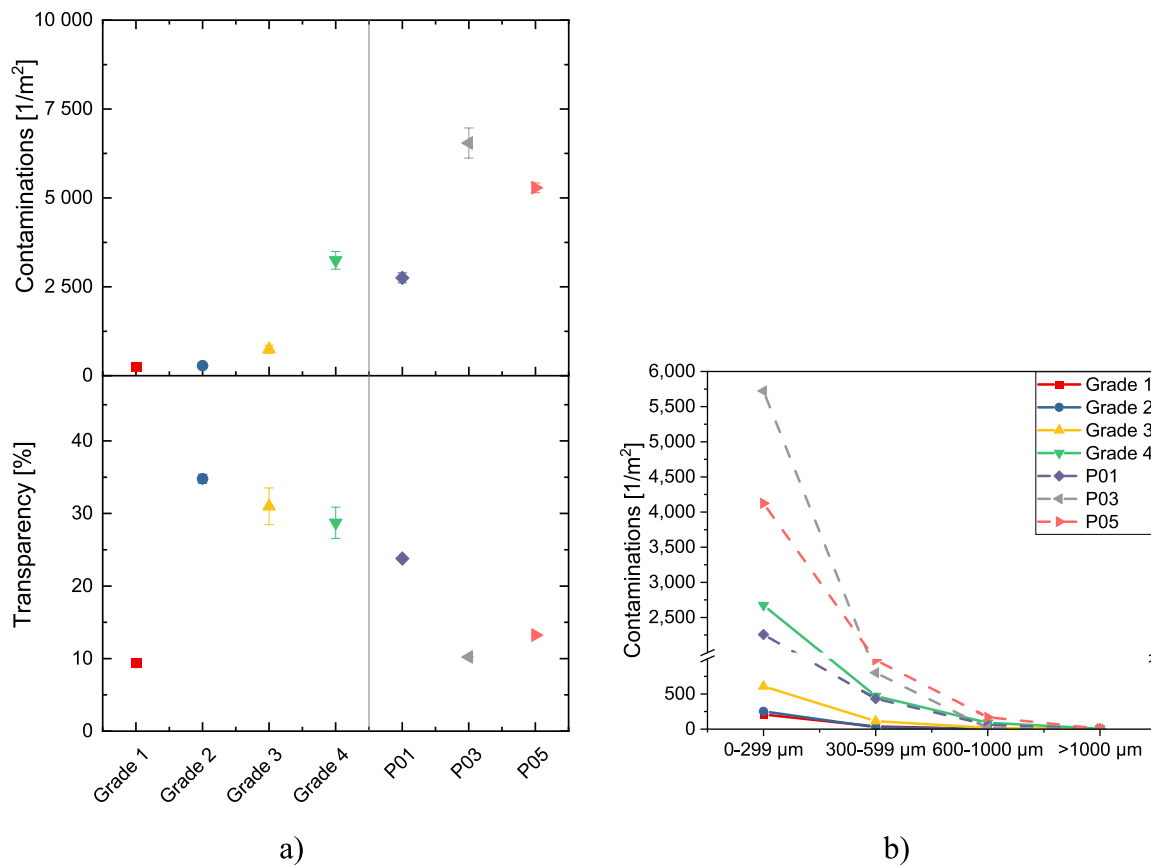 10 000
7 500
5 000
2 500
0
Contaminations [1/m²]
40
30
20
10
0
Transparency [%]
Grade 1
Grade 2
Grade 3
Grade 4
P01
P03
P05
a)
6,000
5,500
5,000
4,500
4,000
3,500
3,000
2,500
500
0
Contaminations [1/m²]
0-299 µm
300-599 µm
600-1000 µm
>1000 µm
Grade 1
Grade 2
Grade 3
Grade 4
P01
P03
P05
b)